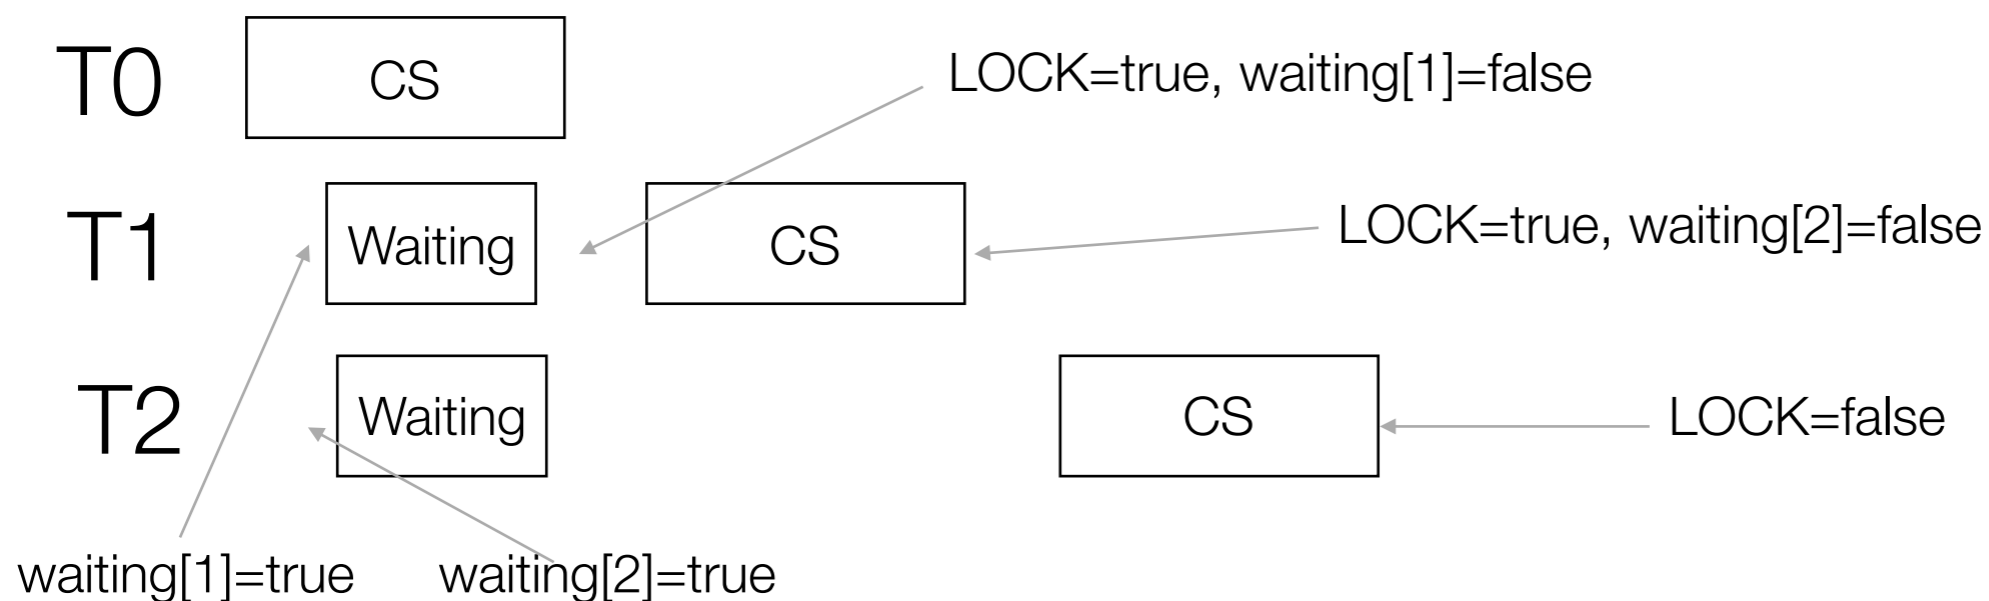 T0
CS
LOCK=true, waiting[1]=false
T1
Waiting
CS
LOCK=true, waiting[2]=false
T2
Waiting
CS
LOCK=false
waiting[1]=true
waiting[2]=true